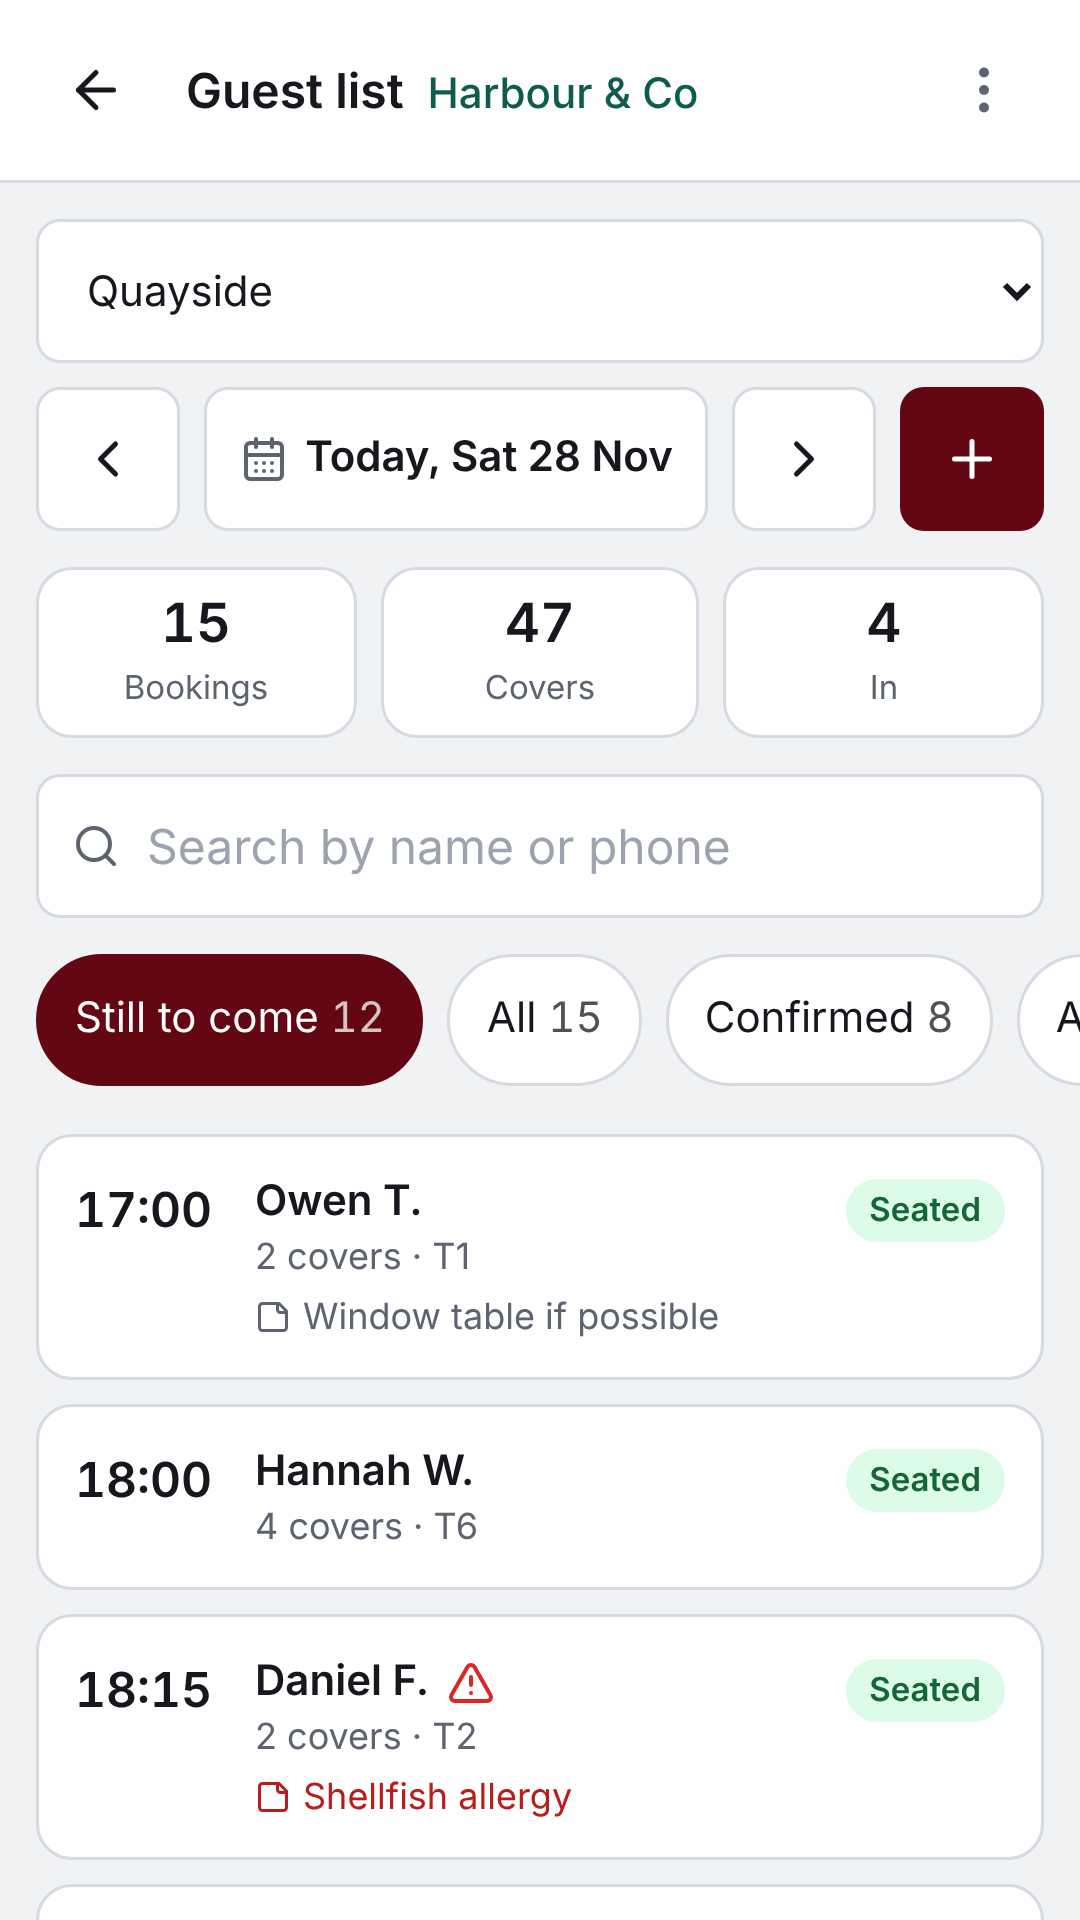 Guest list Harbour & Co
Quayside
Today, Sat 28 Nov
15 47 4
Bookings Covers In
Search by name or phone
Still to come 12 All 15 Confirmed 8
17:00 Owen T. Seated
2 covers · T1
Window table if possible
18:00 Hannah W. Seated
4 covers · T6
18:15 Daniel F. Seated
2 covers · T2
Shellfish allergy